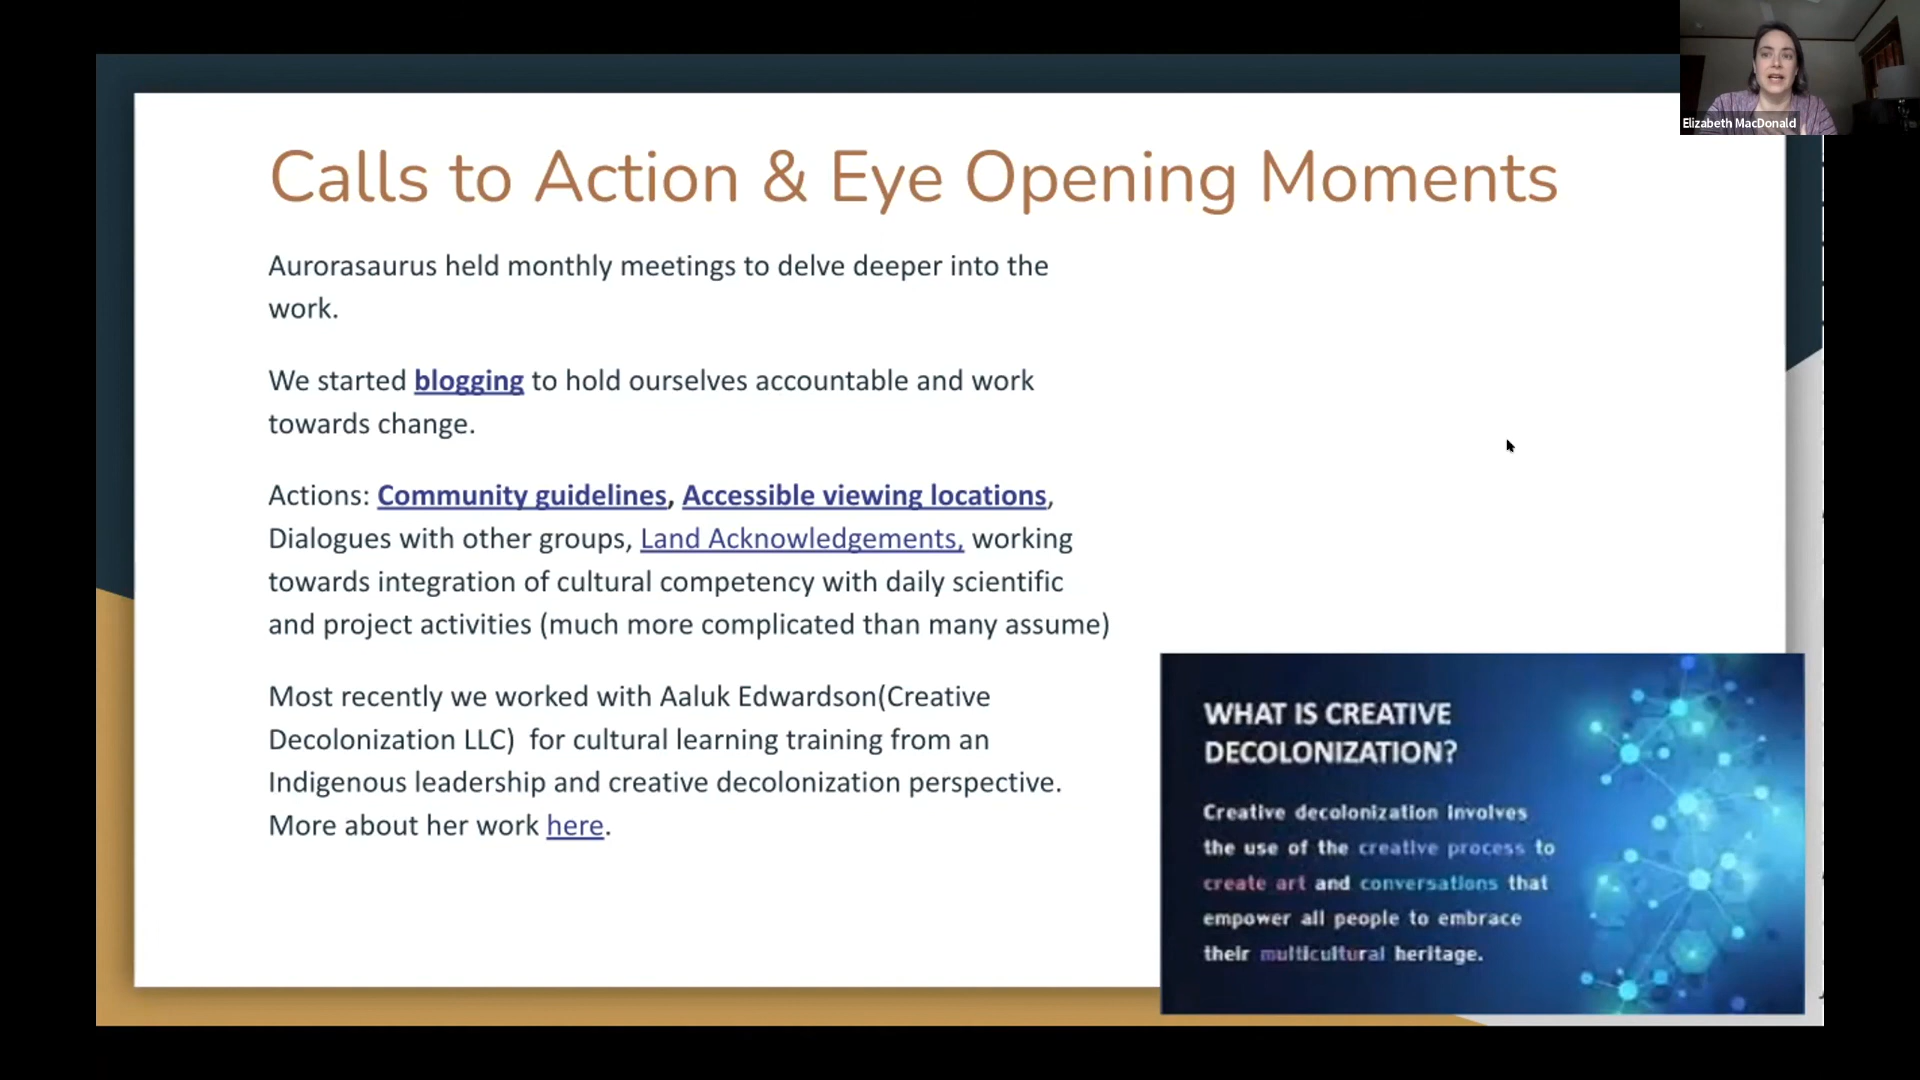 Elizabeth MacDonald
Calls to Action & Eye Opening Moments
Aurorasaurus held monthly meetings to delve deeper into the
work.
We started blogging to hold ourselves accountable and work
towards change.
Actions: Community guidelines, Accessible viewing locations,
Dialogues with other groups, Land Acknowledgements, working
towards integration of cultural competency with daily scientific
and project activities (much more complicated than many assume)
Most recently we worked with Aaluk Edwardson(Creative
Decolonization LLC)  for cultural learning training from an
Indigenous leadership and creative decolonization perspective.
More about her work here.
WHAT IS CREATIVE
DECOLONIZATION?
Creative decolonization involves
the use of the creative process to
create art and conversations that
empower all people to embrace
their multicultural heritage.